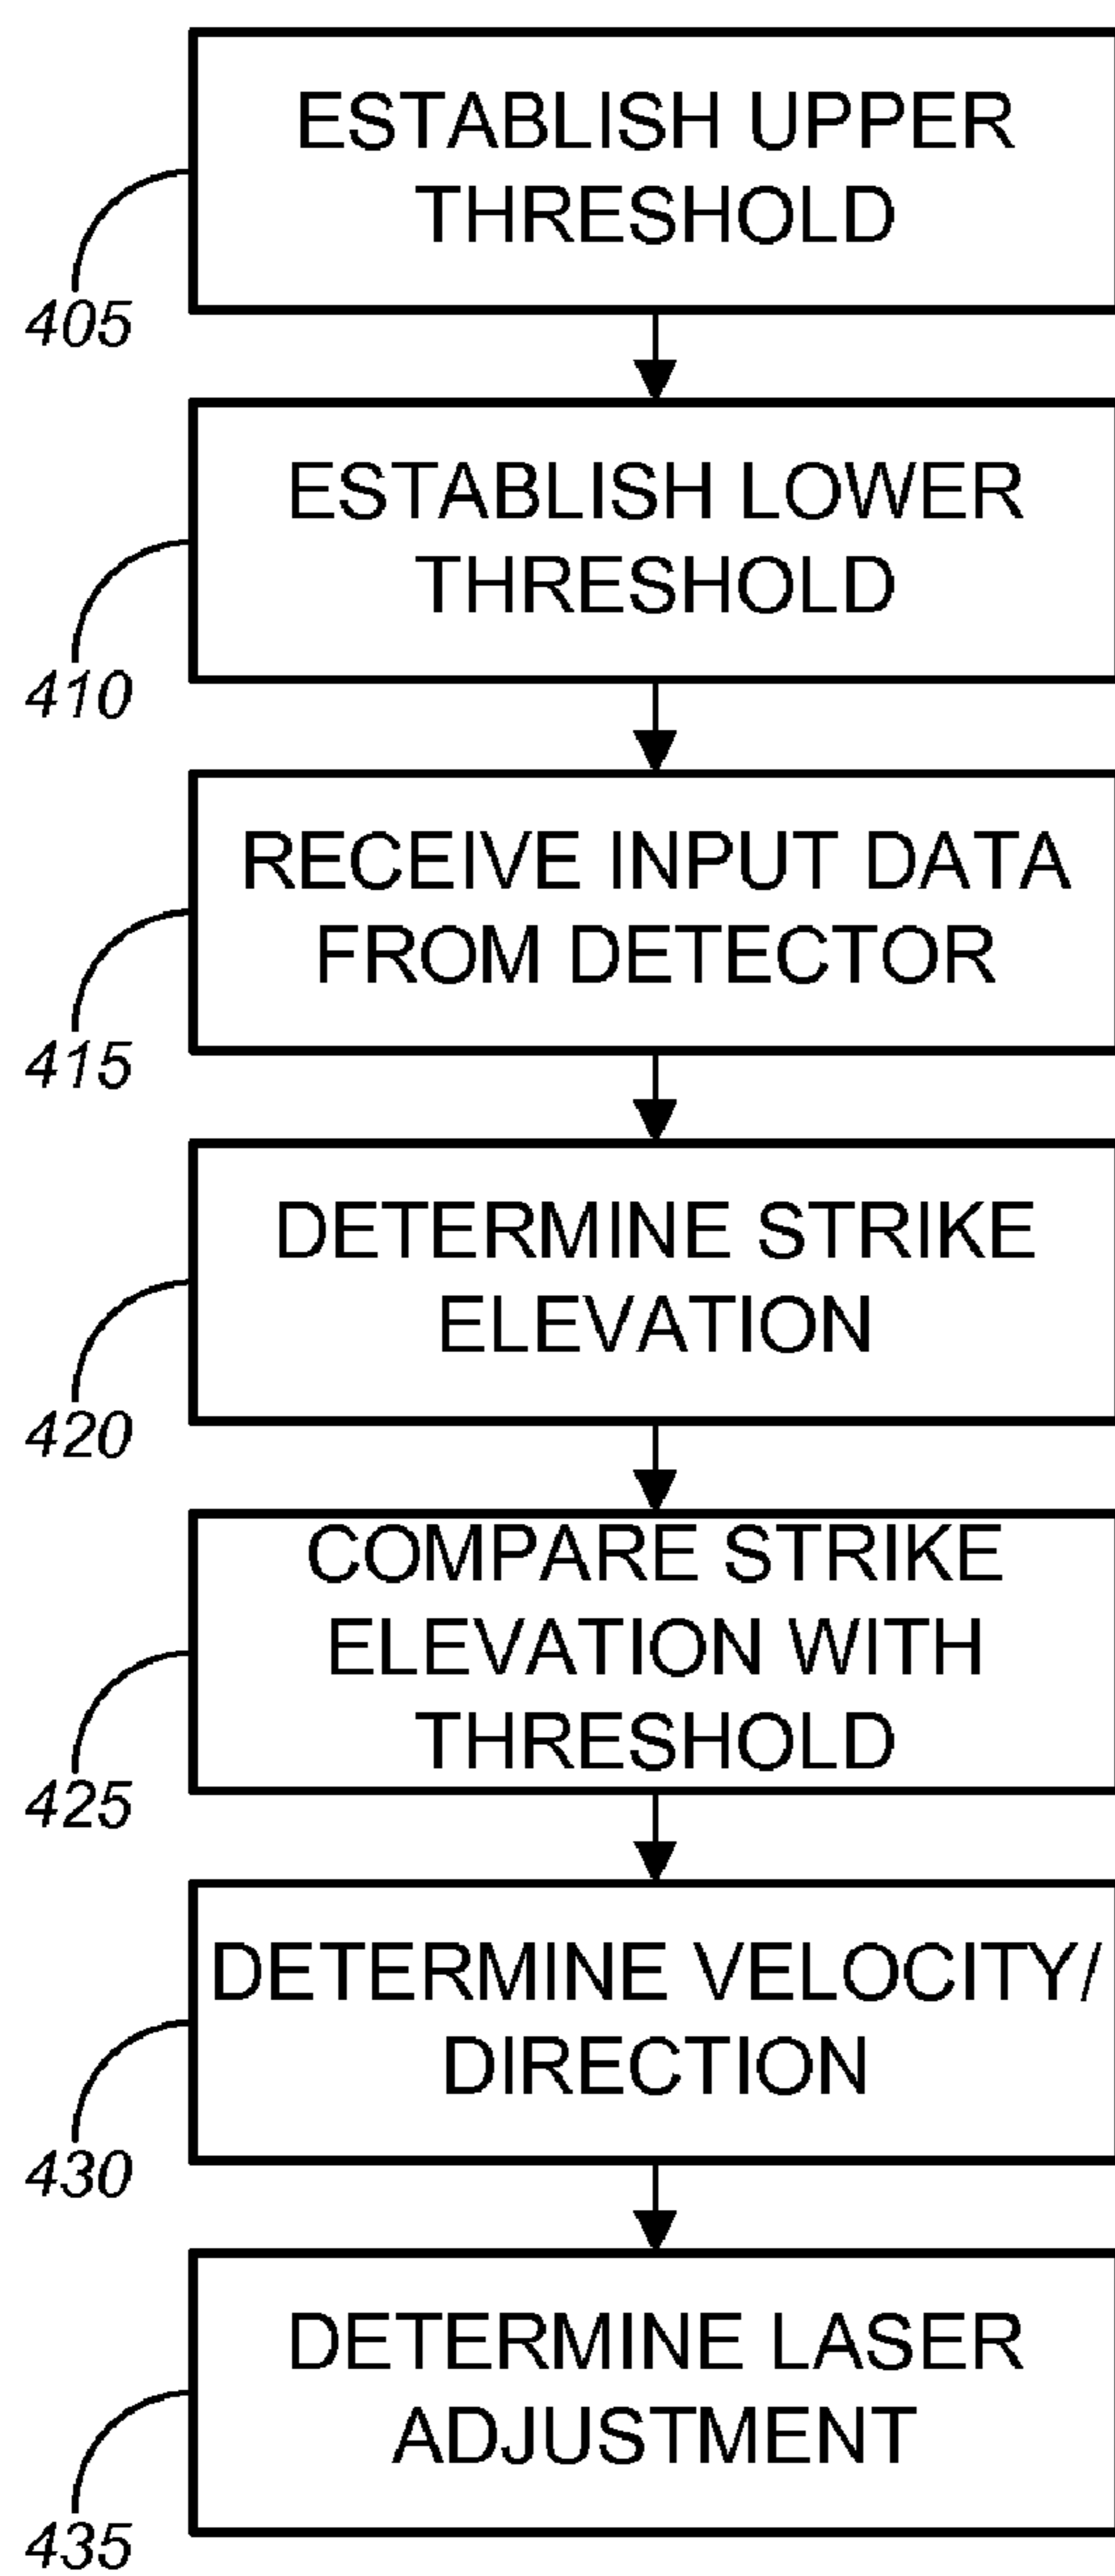 ESTABLISH UPPER
THRESHOLD
405
ESTABLISH LOWER
THRESHOLD
410
RECEIVE INPUT DATA
FROM DETECTOR
415
DETERMINE STRIKE
ELEVATION
420
COMPARE STRIKE
ELEVATION WITH
THRESHOLD
425
DETERMINE VELOCITY/
DIRECTION
430
DETERMINE LASER
ADJUSTMENT
435